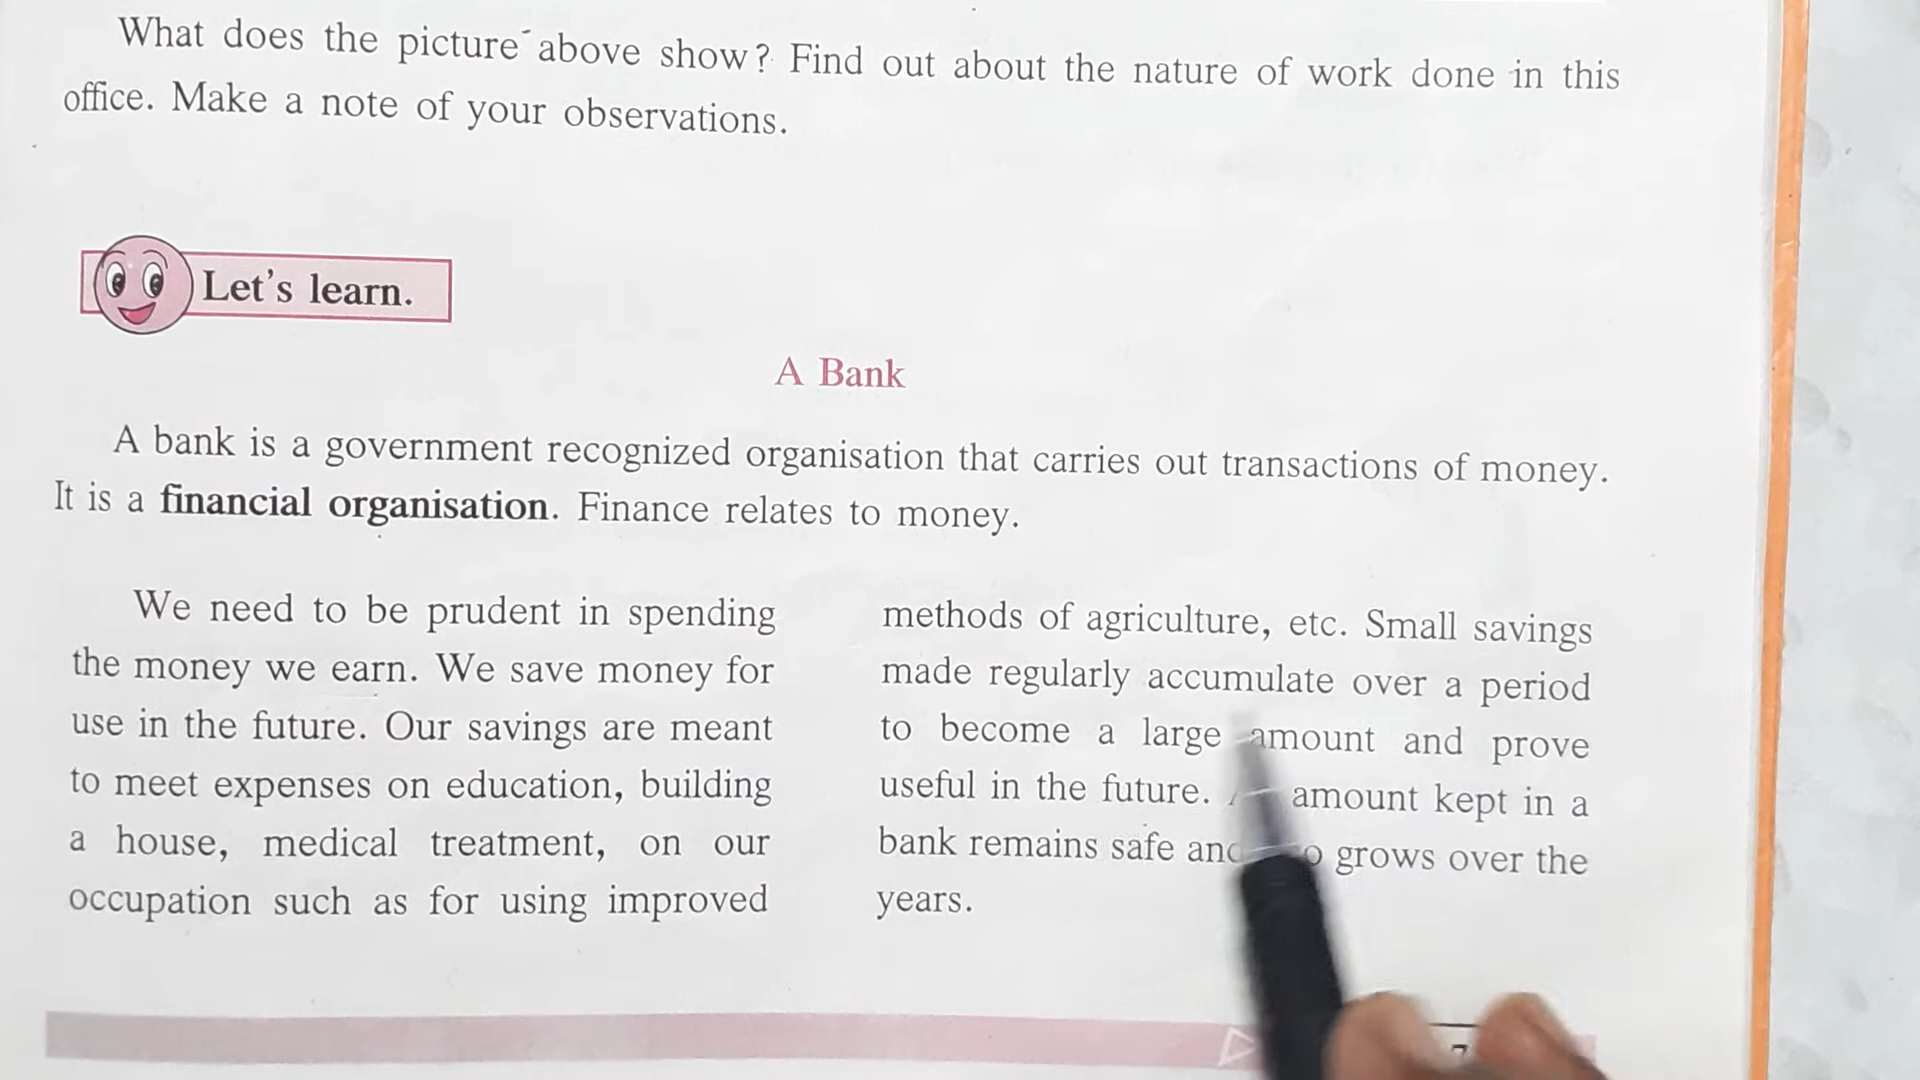 What does the picture above show? Find out about the nature of work done in this
office. Make a note of your observations.
Let's learn.
A Bank
A bank is a government recognized organisation that carries out transactions of money.
It is a financial organisation. Finance relates to money.
We need to be prudent in spending
the money we earn. We save money for
use in the future. Our savings are meant
to meet expenses on education, building
a house, medical treatment, on our
occupation such as for using improved
methods of agriculture, etc. Small savings
made regularly accumulate over a period
to become a large amount and prove
useful in the future. amount kept in a
bank remains safe grows over the
years.